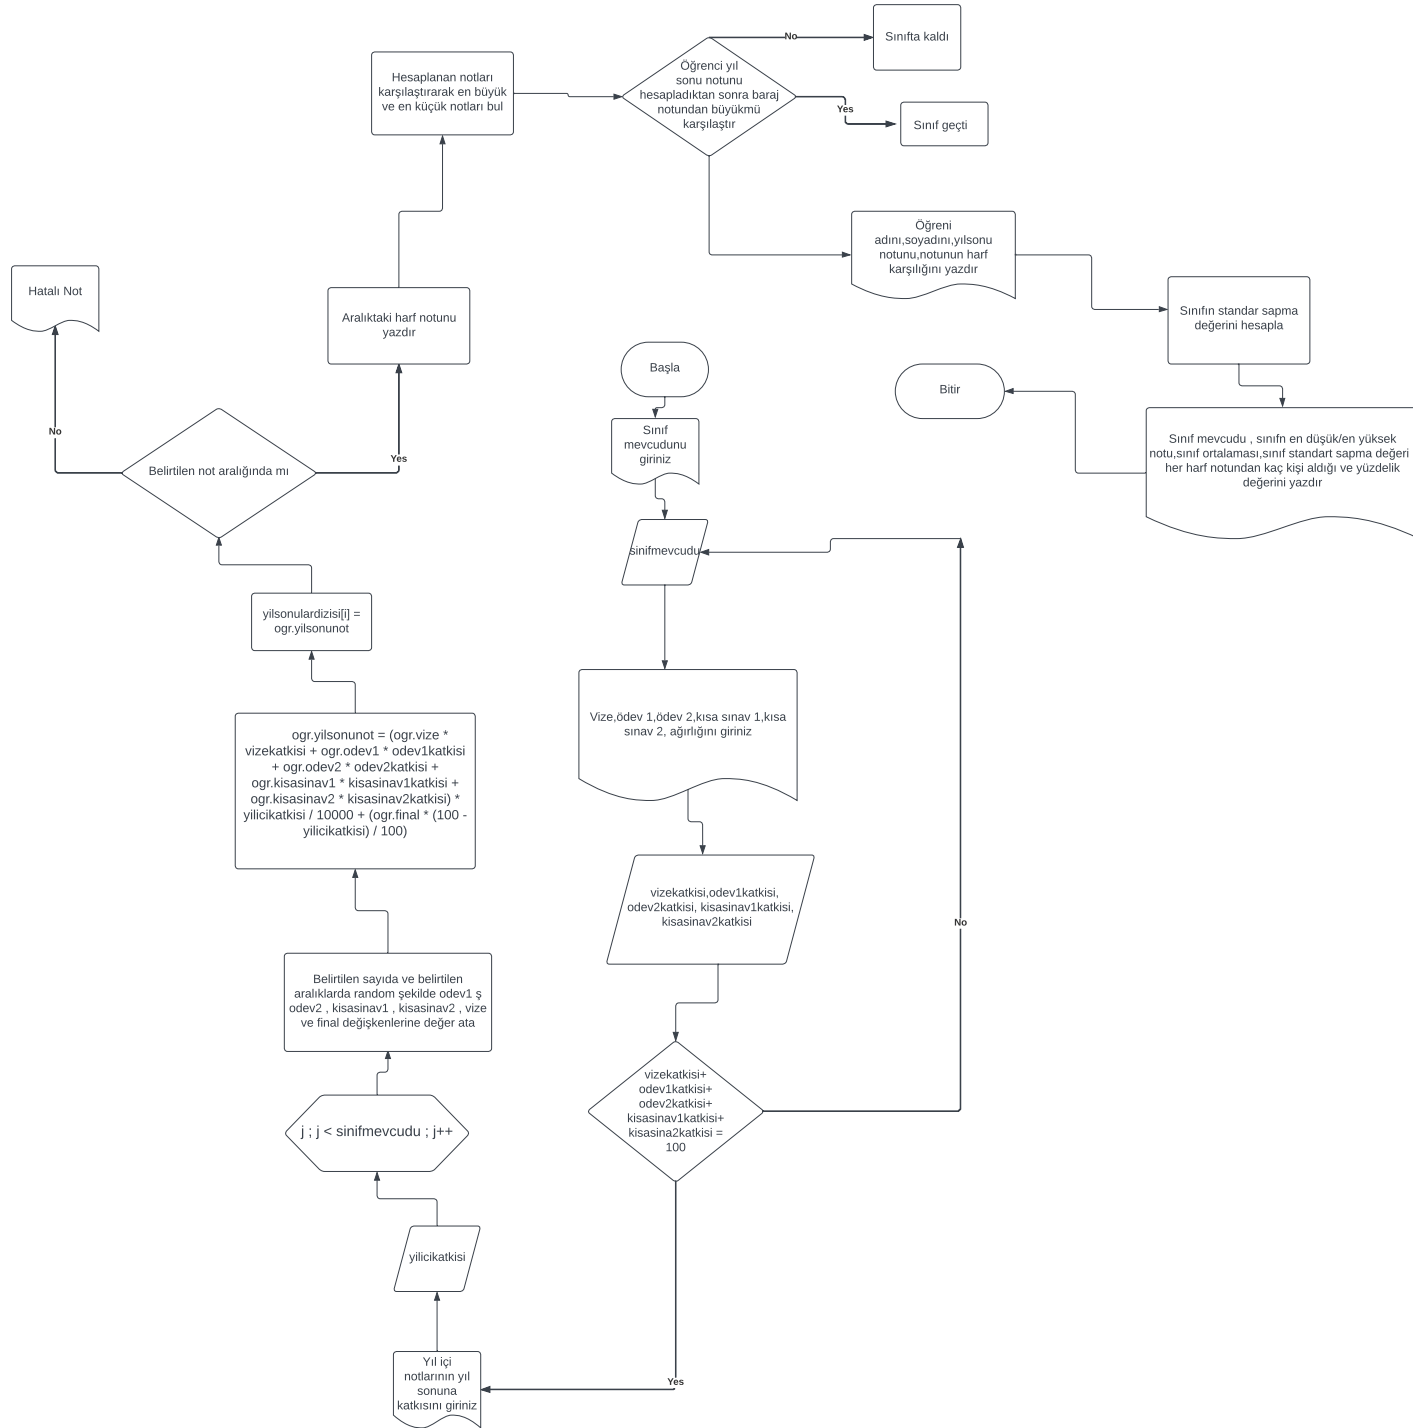 No
Sınıfta kaldı
Öğrenci yıl
sonu notunu
hesapladıktan sonra baraj
notundan büyükmü
karşılaştır
Hesaplanan notları
karşılaştırarak en büyük
ve en küçük notları bul
Yes
Sınıf geçti
Öğreni
adını,soyadını,yılsonu
notunu,notunun harf
karşılığını yazdır
Hatalı Not
Aralıktaki harf notunu
yazdır
Sınıfın standar sapma
değerini hesapla
Başla
Bitir
Sınıf
mevcudunu
giriniz
No
Yes
Belirtilen not aralığında mı
Sınıf mevcudu , sınıfn en düşük/en yüksek
notu,sınıf ortalaması,sınıf standart sapma değeri
her harf notundan kaç kişi aldığı ve yüzdelik
değerini yazdır
sinifmevcudu
yilsonulardizisi[i] =
ogr.yilsonunot
Vize,ödev 1,ödev 2,kısa sınav 1,kısa
sınav 2, ağırlığını giriniz
ogr.yilsonunot = (ogr.vize *
vizekatkisi + ogr.odev1 * odev1katkisi
+ ogr.odev2 * odev2katkisi +
ogr.kisasinav1 * kisasinav1katkisi +
ogr.kisasinav2 * kisasinav2katkisi) *
yilicikatkisi / 10000 + (ogr.final * (100 -
yilicikatkisi) / 100)
vizekatkisi,odev1katkisi,
odev2katkisi, kisasinav1katkisi,
kisasinav2katkisi
No
Belirtilen sayıda ve belirtilen
aralıklarda random şekilde odev1 ş
odev2 , kisasinav1 , kisasinav2 , vize
ve final değişkenlerine değer ata
vizekatkisi+
odev1katkisi+
odev2katkisi+
kisasinav1katkisi+
kisasina2katkisi =
100
j ; j < sinifmevcudu ; j++
yilicikatkisi
Yıl içi
notlarının yıl
sonuna
katkısını giriniz
Yes